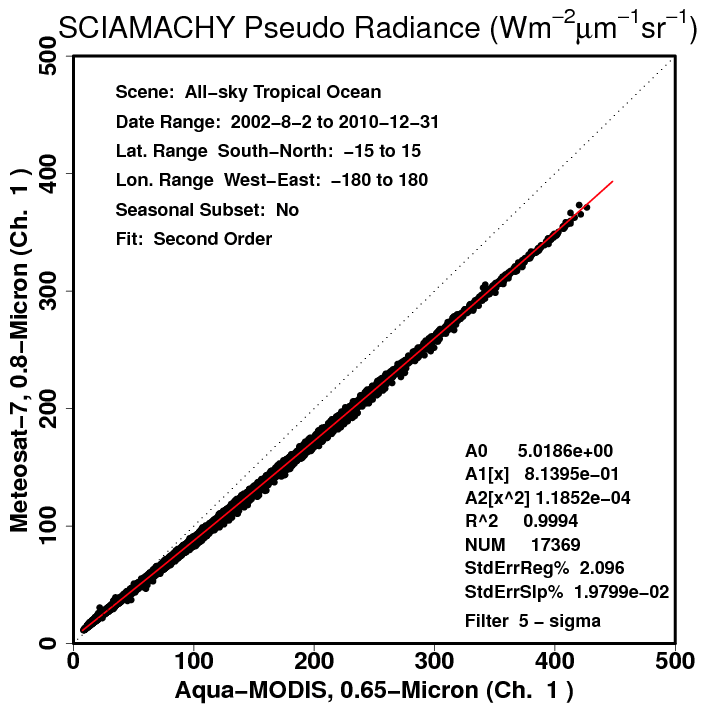 SCIAMACHY Pseudo Radiance (Wm−2μm−1sr−1)
Scene: All−sky Tropical Ocean
Date Range: 2002−8−2 to 2010−12−31
Lat. Range South−North: −15 to 15
Lon. Range West−East: −180 to 180
Seasonal Subset: No
Fit: Second Order
Meteosat−7, 0.8−Micron (Ch. 1 )
500
400
300
200
100
0
A0 5.0186e+00
A1[x] 8.1395e−01
A2[x^2] 1.1852e−04
R^2 0.9994
NUM 17369
StdErrReg% 2.096
StdErrSlp% 1.9799e−02
Filter 5 − sigma
0 100 200 300 400 500
Aqua−MODIS, 0.65−Micron (Ch. 1 )